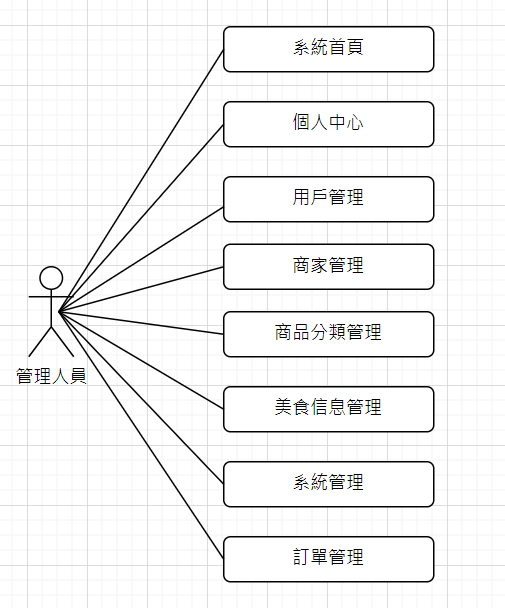 系統首頁
個人中心
用戶管理
商家管理
商品分類管理
管理人員
美食信息管理
系統管理
訂單管理